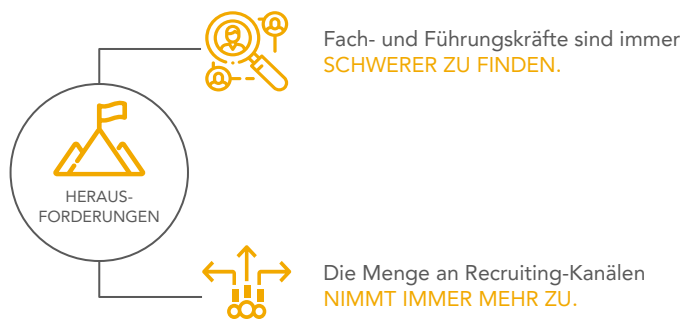 Fach- und Führungskräfte sind immer
SCHWERER ZU FINDEN.
HERAUS-
FORDERUNGEN
Die Menge an Recruiting-Kanälen
NIMMT IMMER MEHR ZU.